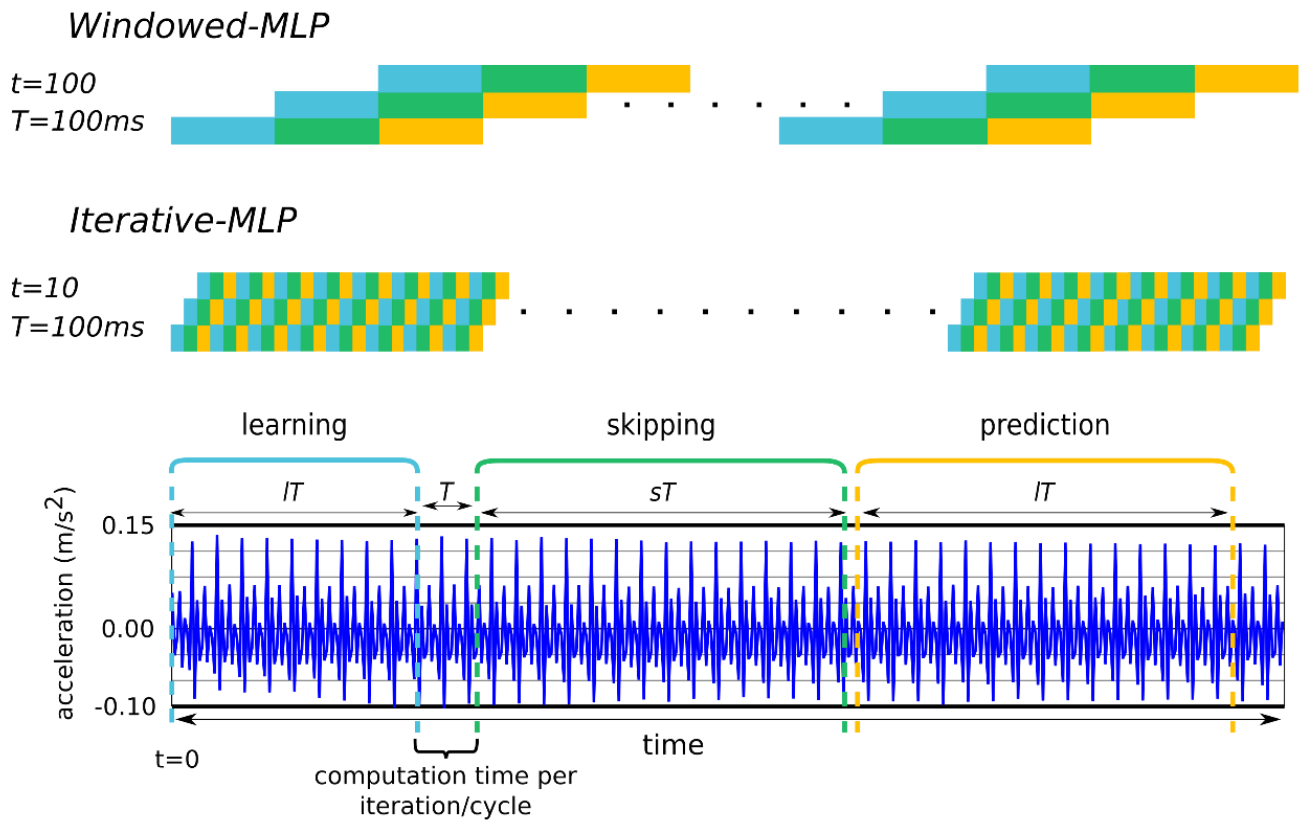 Windowed-MLP
t=100
T=100ms
Iterative-MLP
t=10
T=100ms
learning
skipping
prediction
lT
T
sT
lT
acceleration (m/s²)
0.15
0.00
-0.10
t=0
time
computation time per
iteration/cycle